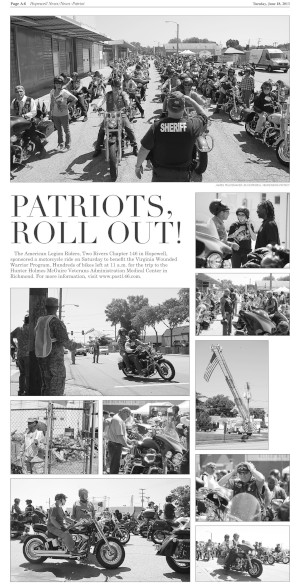 Page A-6 Hopewell News/News-Patriot
Tuesday, June 18, 2013
SHERIFF
PATRIOTS,
ROLL OUT!
The American Legion Riders, Two Rivers Chapter 146 in Hopewell,
sponsored a motorcycle ride on Saturday to benefit the Virginia Wounded
Warrior Program. Hundreds of bikes left at 11 a.m. for the trip to the
Hunter Holmes McGuire Veterans Administration Medical Center in
Richmond. For more information, visit www.post146.com.